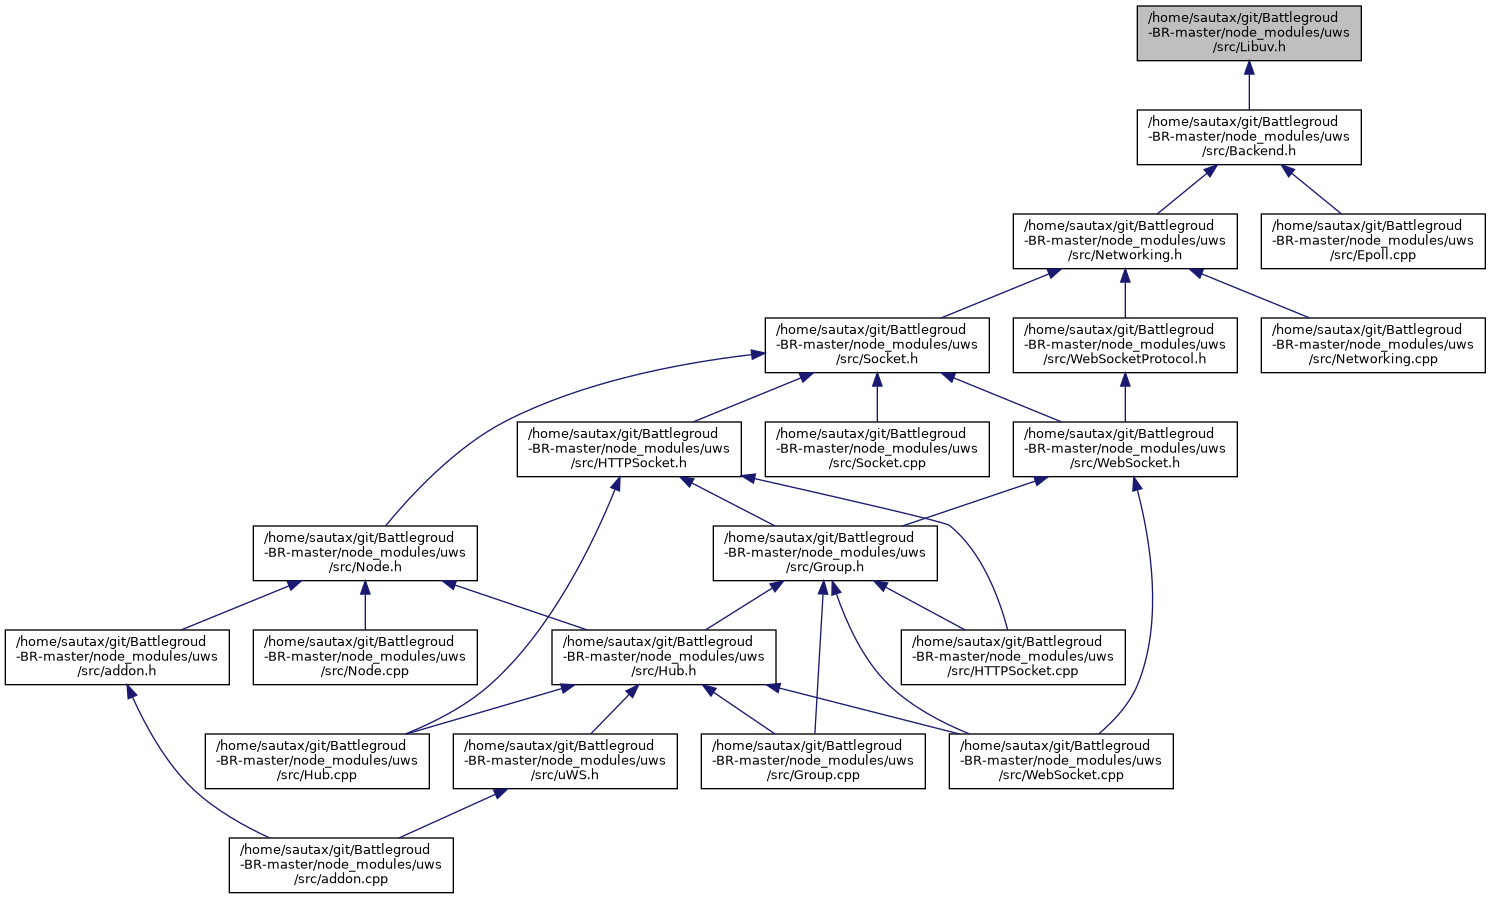 /home/sautax/git/Battlegroud
-BR-master/node_modules/uws
/src/Libuv.h
/home/sautax/git/Battlegroud
-BR-master/node_modules/uws
/src/Backend.h
/home/sautax/git/Battlegroud
-BR-master/node_modules/uws
/src/Networking.h
/home/sautax/git/Battlegroud
-BR-master/node_modules/uws
/src/Epoll.cpp
/home/sautax/git/Battlegroud
-BR-master/node_modules/uws
/src/Socket.h
/home/sautax/git/Battlegroud
-BR-master/node_modules/uws
/src/WebSocketProtocol.h
/home/sautax/git/Battlegroud
-BR-master/node_modules/uws
/src/Networking.cpp
/home/sautax/git/Battlegroud
-BR-master/node_modules/uws
/src/HTTPSocket.h
/home/sautax/git/Battlegroud
-BR-master/node_modules/uws
/src/Socket.cpp
/home/sautax/git/Battlegroud
-BR-master/node_modules/uws
/src/WebSocket.h
/home/sautax/git/Battlegroud
-BR-master/node_modules/uws
/src/Node.h
/home/sautax/git/Battlegroud
-BR-master/node_modules/uws
/src/Group.h
/home/sautax/git/Battlegroud
-BR-master/node_modules/uws
/src/addon.h
/home/sautax/git/Battlegroud
-BR-master/node_modules/uws
/src/Node.cpp
/home/sautax/git/Battlegroud
-BR-master/node_modules/uws
/src/Hub.h
/home/sautax/git/Battlegroud
-BR-master/node_modules/uws
/src/HTTPSocket.cpp
/home/sautax/git/Battlegroud
-BR-master/node_modules/uws
/src/Hub.cpp
/home/sautax/git/Battlegroud
-BR-master/node_modules/uws
/src/uWS.h
/home/sautax/git/Battlegroud
-BR-master/node_modules/uws
/src/Group.cpp
/home/sautax/git/Battlegroud
-BR-master/node_modules/uws
/src/WebSocket.cpp
/home/sautax/git/Battlegroud
-BR-master/node_modules/uws
/src/addon.cpp